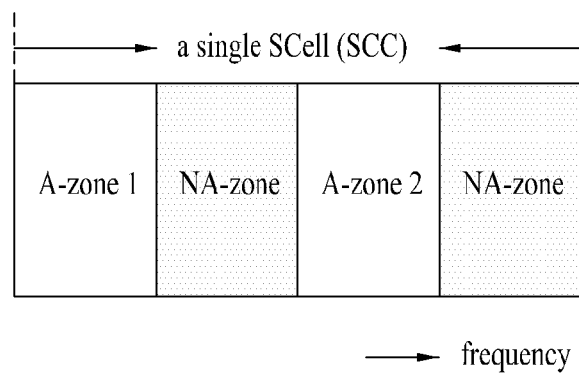 a single SCell (SCC)
A-zone 1 NA-zone A-zone 2 NA-zone
frequency